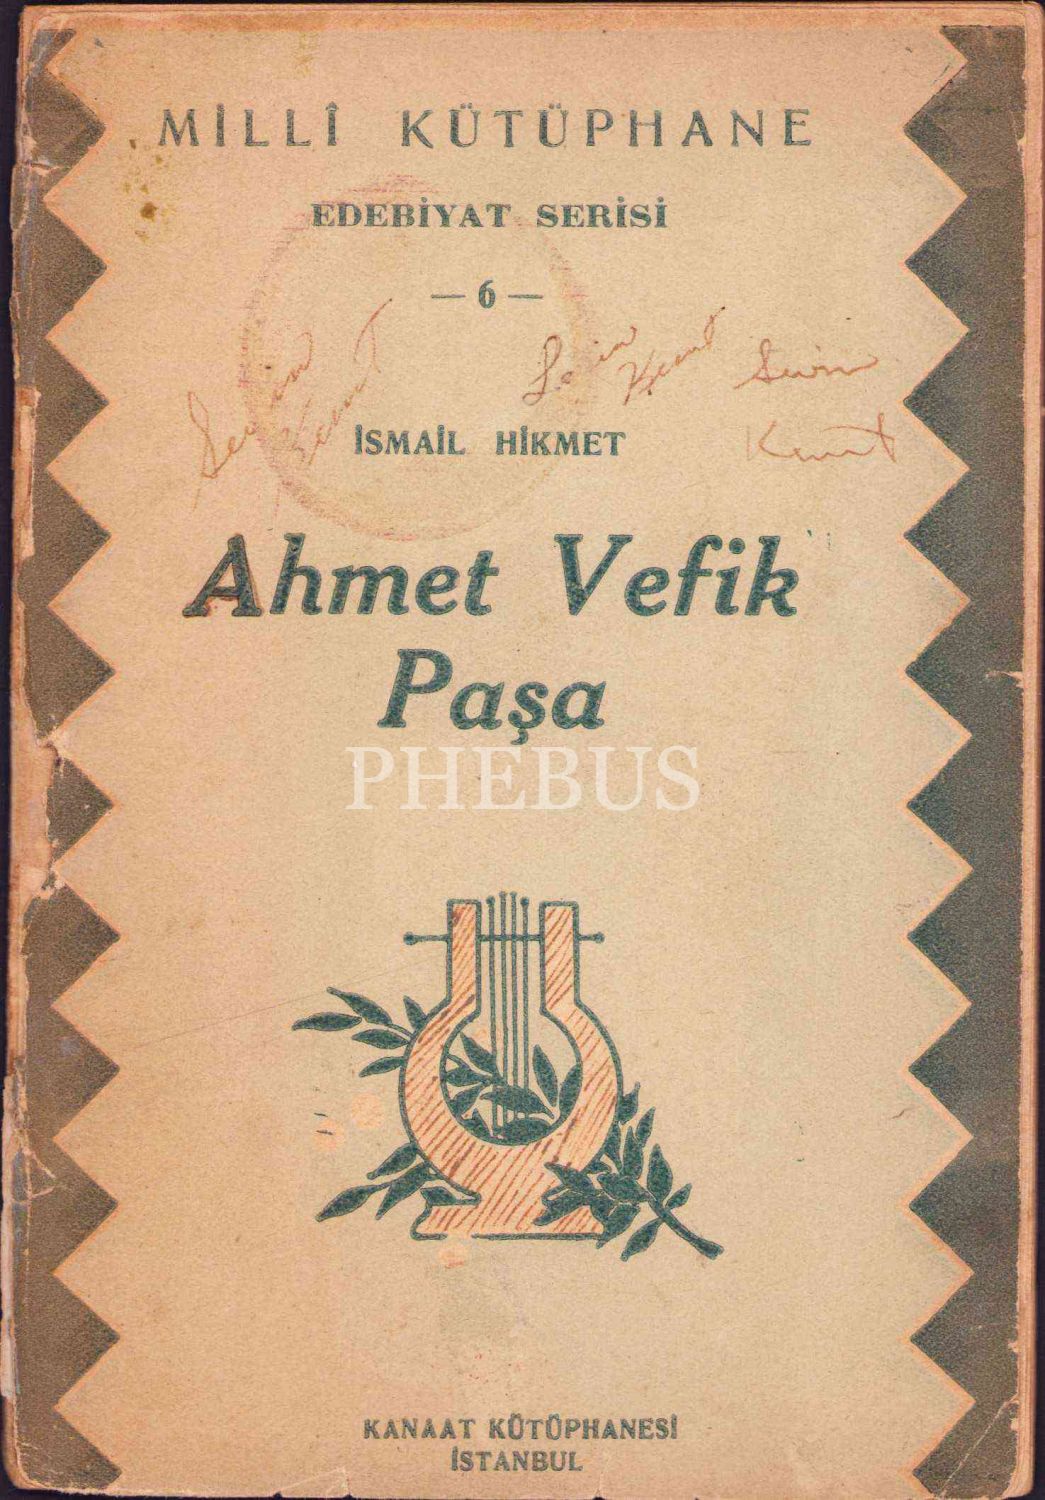 MİLLÎ KÜTÜPHANE
EDEBİYAT SERİSİ
— 6 —
İSMAİL HİKMET
Ahmet Vefik
Paşa
PHEBUS
KANAAT KÜTÜPHANESİ
İSTANBUL